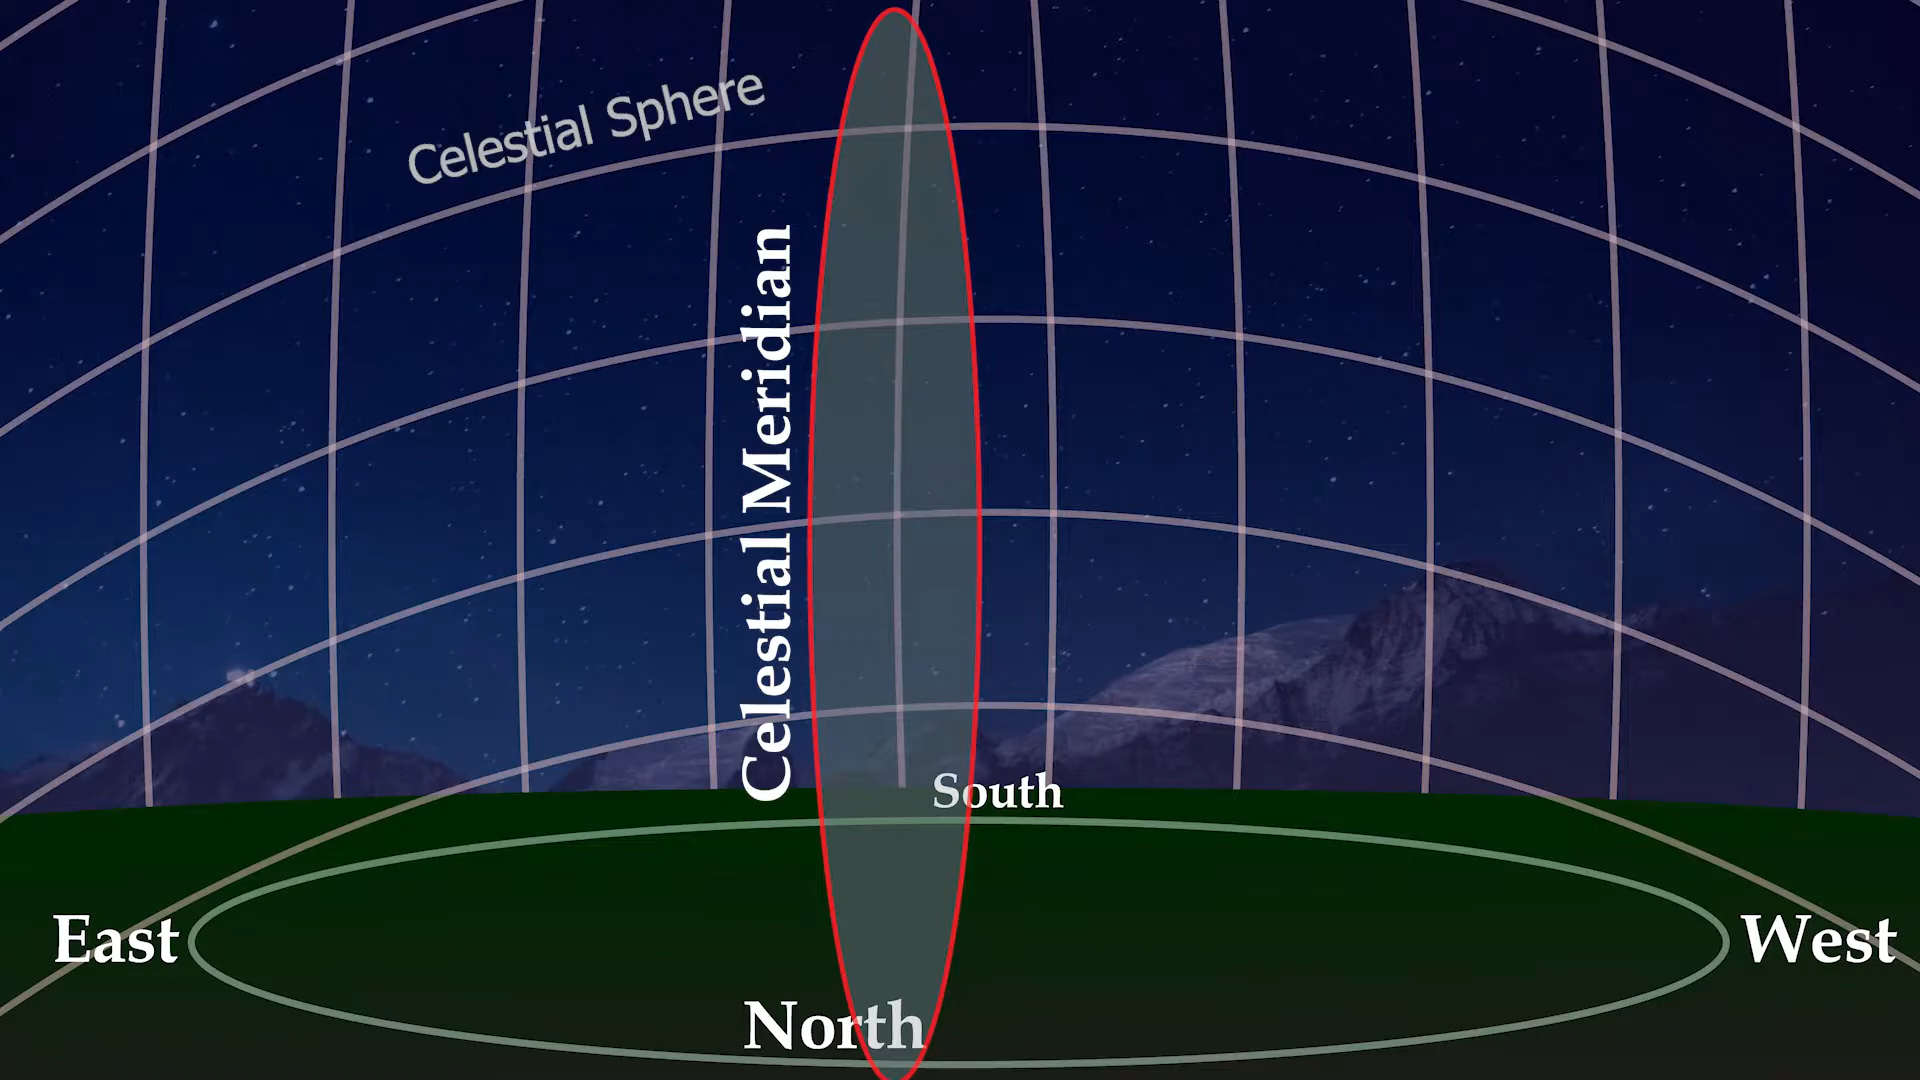 Celestial Sphere
Celestial Meridian
South
East
West
North